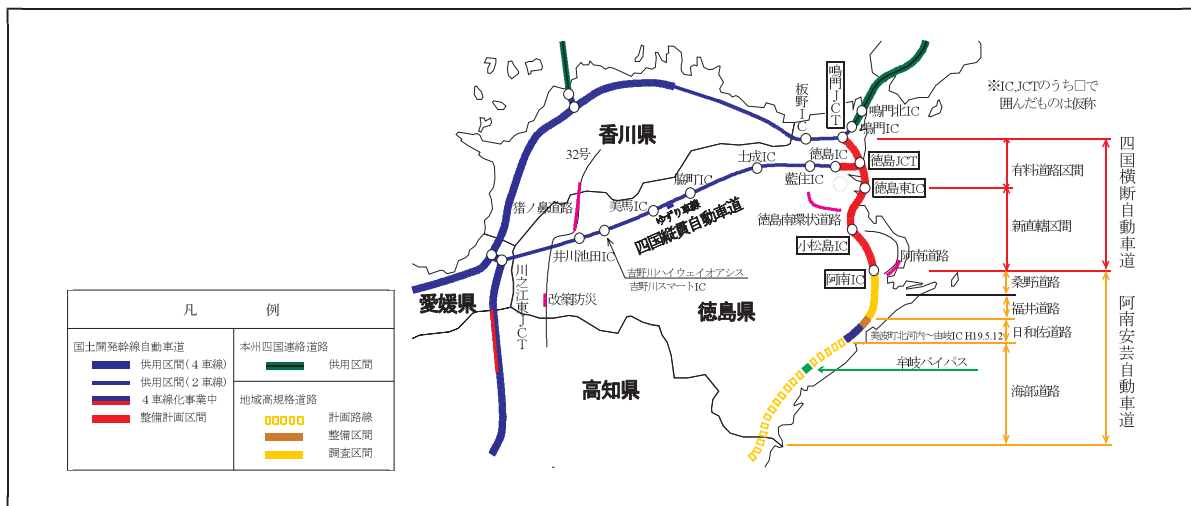 ※IC,JCTのうち□で
囲んだものは仮称
鳴門JCT
板野IC
鳴門北IC
鳴門IC
香川県
32号
土成IC
徳島IC
徳島JCT
藍住IC
徳島東IC
脇町IC
美馬IC
ゆずり車線
四国縦貫自動車道
猪ノ鼻道路
徳島南環状道路
小松島IC
井川池田IC
吉野川ハイウェイオアシス
吉野川スマートIC
阿南道路
阿南IC
川之江東JCT
改築防災
愛媛県
徳島県
高知県
美波町北河内～由岐IC H19.5.12
牟岐バイパス
有料道路区間
新直轄区間
四国横断自動車道
桑野道路
福井道路
日和佐道路
海部道路
阿南安芸自動車道
凡　例
国土開発幹線自動車道
供用区間(４車線)
供用区間(２車線)
４車線化事業中
整備計画区間
本州四国連絡道路
供用区間
地域高規格道路
計画路線
整備区間
調査区間